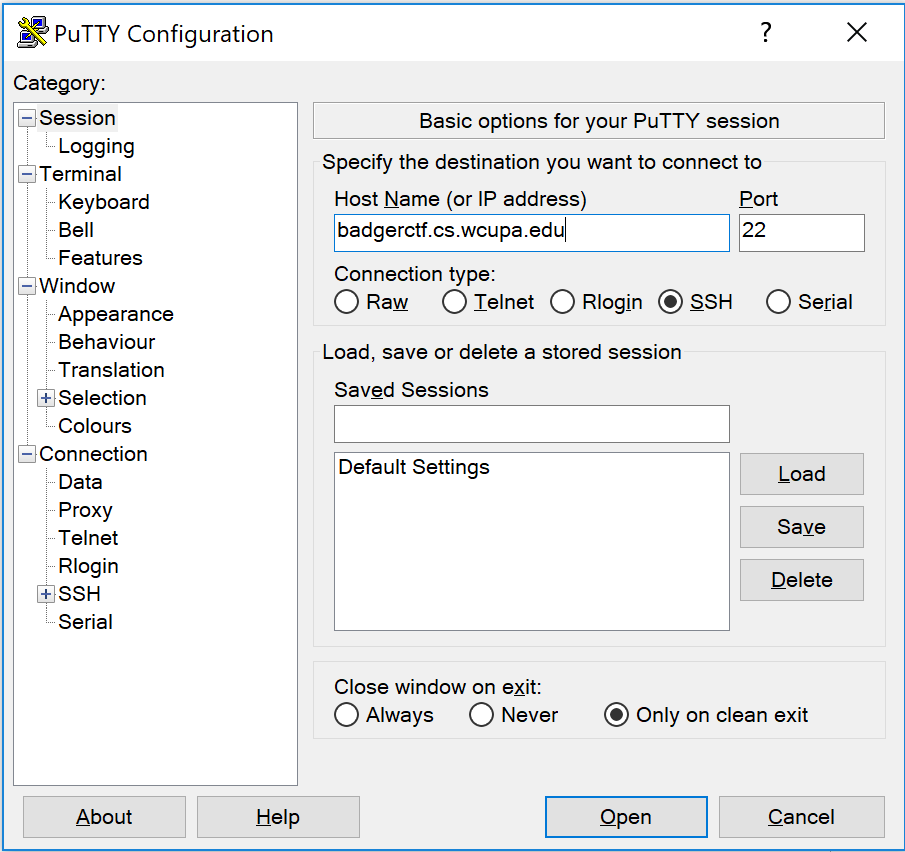 PuTTY Configuration
?
Category:
Session
Logging
Terminal
Keyboard
Bell
Features
Window
Appearance
Behaviour
Translation
Selection
Colours
Connection
Data
Proxy
Telnet
Rlogin
SSH
Serial
Basic options for your PuTTY session
Specify the destination you want to connect to
Host Name (or IP address) Port
badgerctf.cs.wcupa.edu 22
Connection type:
Raw Telnet Rlogin SSH Serial
Load, save or delete a stored session
Saved Sessions
Default Settings
Load
Save
Delete
Close window on exit:
Always Never Only on clean exit
About Help Open Cancel